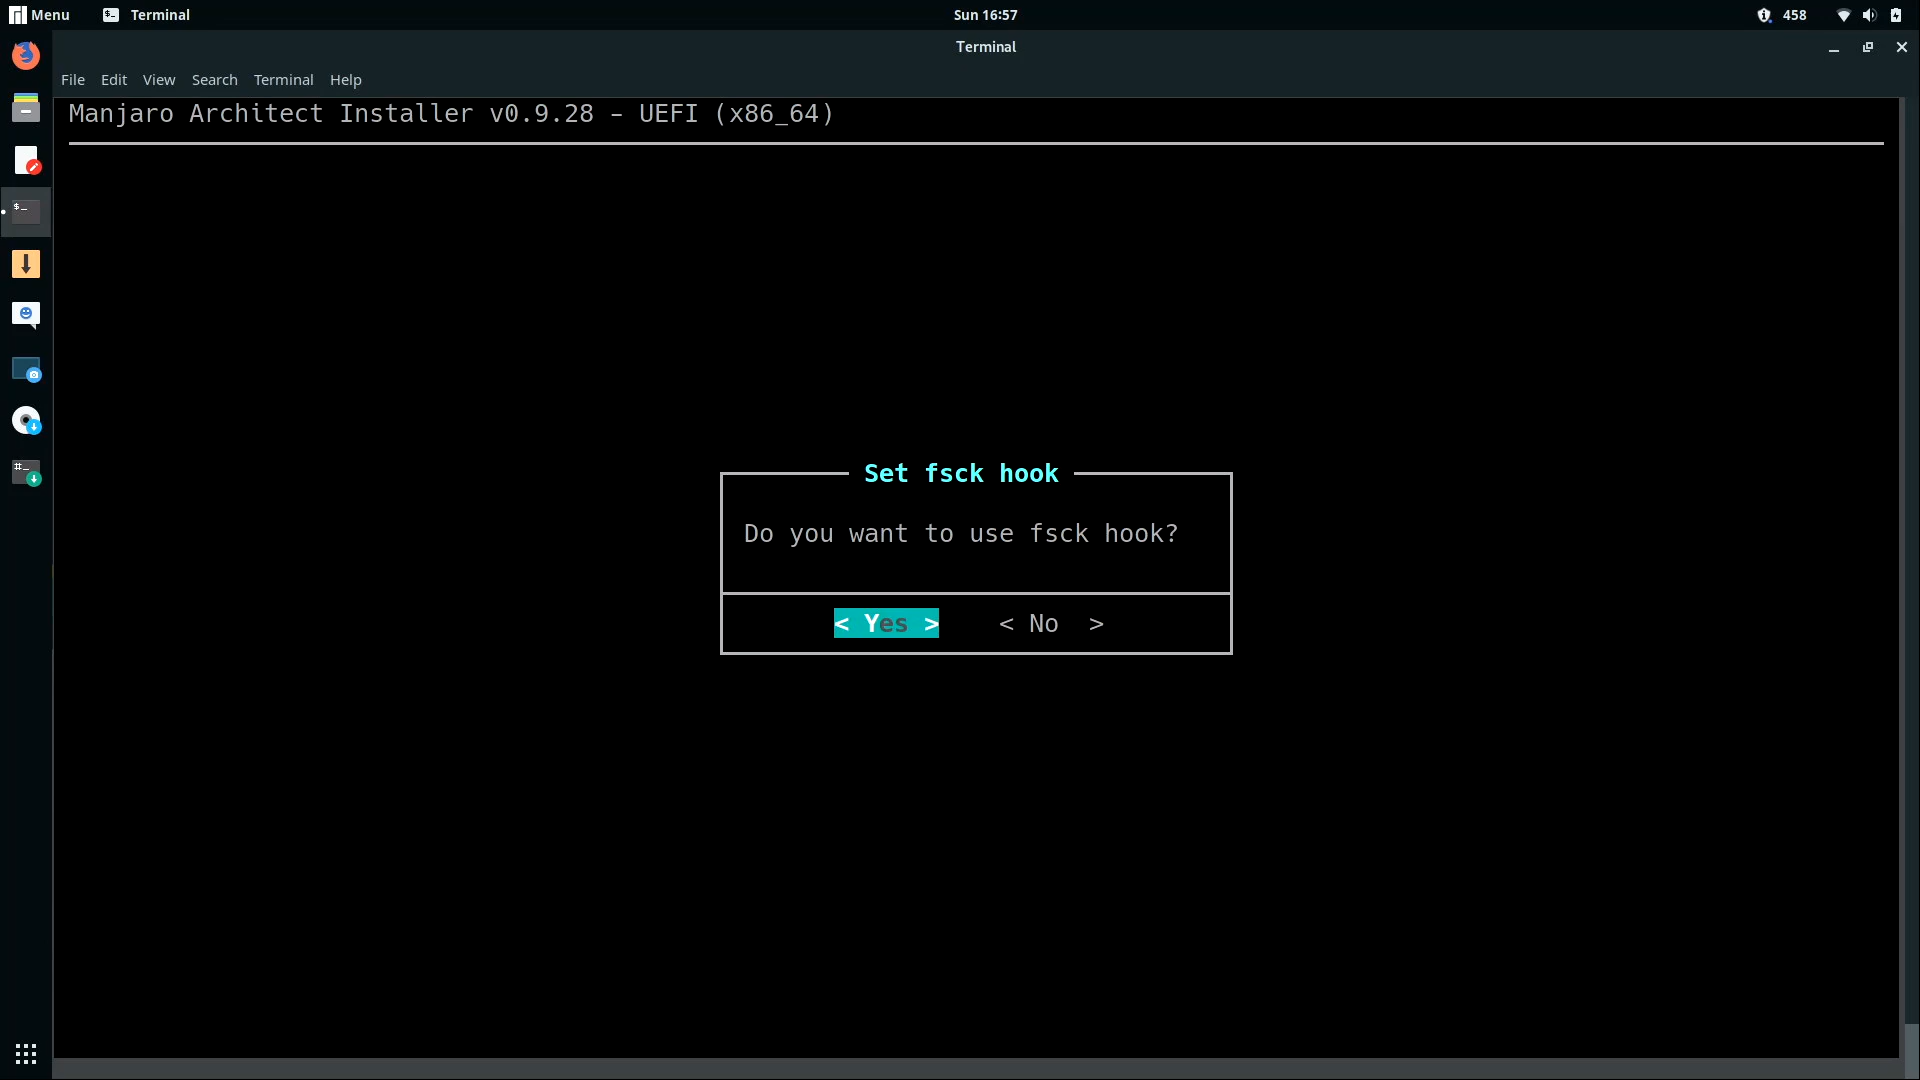 Menu Terminal Sun 16:57 458
Terminal
File Edit View Search Terminal Help
Manjaro Architect Installer v0.9.28 - UEFI (x86_64)
Set fsck hook
Do you want to use fsck hook?
< Yes > < No >